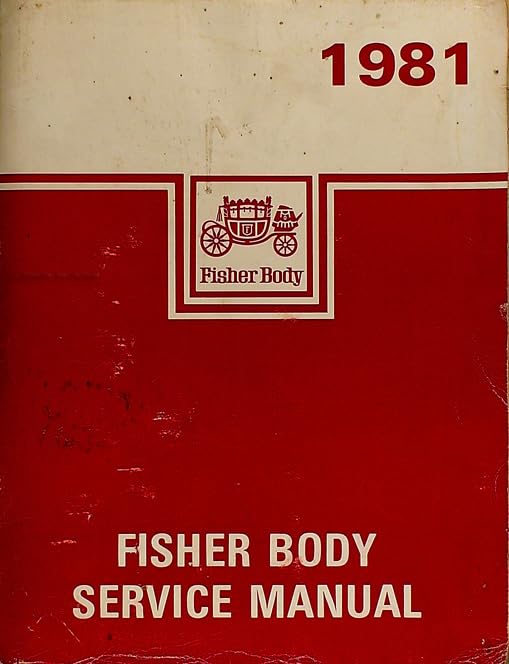 1981
Fisher Body
FISHER BODY
SERVICE MANUAL